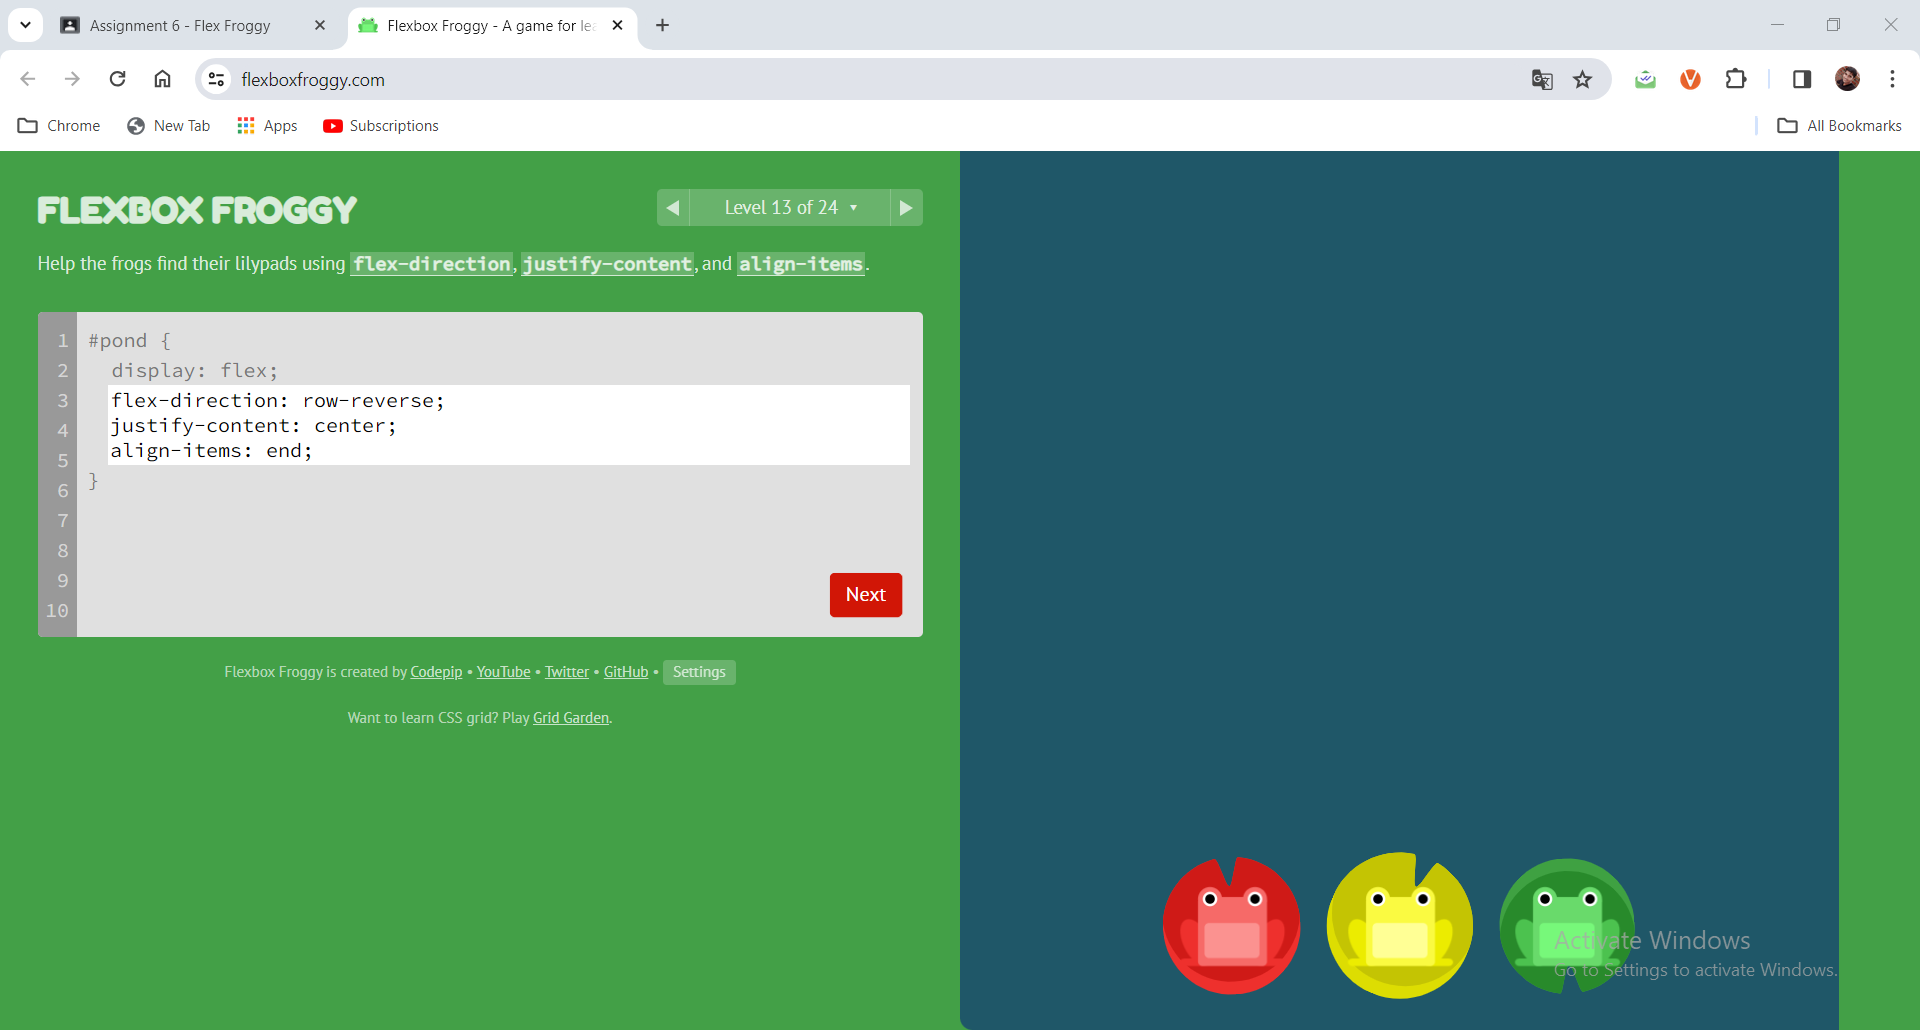 Assignment 6 - Flex Froggy
Flexbox Froggy - A game for lea
flexboxfroggy.com
Chrome
New Tab
Apps
Subscriptions
All Bookmarks
FLEXBOX FROGGY
◀ Level 13 of 24 ▾ ▶
Help the frogs find their lilypads using flex-direction, justify-content, and align-items.
1 #pond {
2 display: flex;
3 flex-direction: row-reverse;
4 justify-content: center;
5 align-items: end;
6 }
7
8
9
10
Next
Flexbox Froggy is created by Codepip • YouTube • Twitter • GitHub • Settings
Want to learn CSS grid? Play Grid Garden.
Activate Windows
Go to Settings to activate Windows.